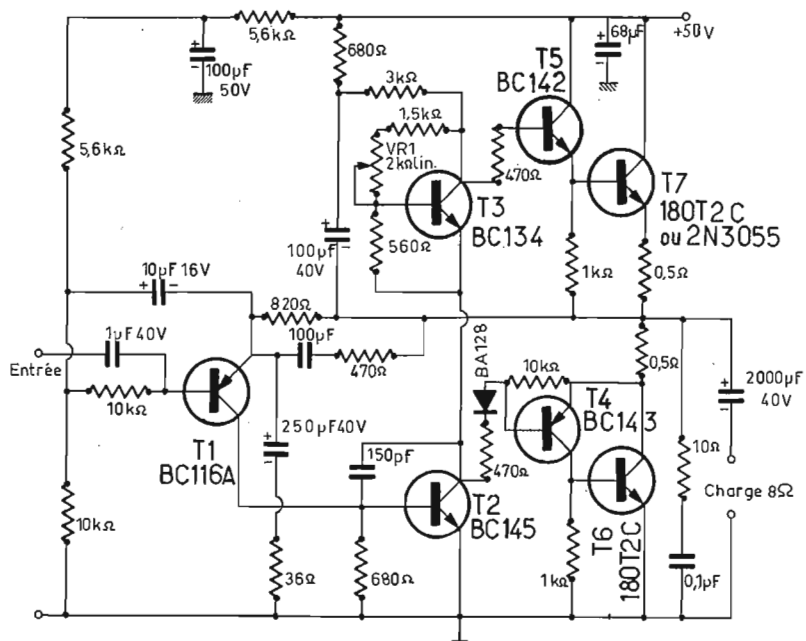 5,6kΩ
+
-
100µF
50V
680Ω
3kΩ
1,5kΩ
VR1
2kΩlin.
5,6kΩ
+
-
68µF
+50V
T5
BC142
470Ω
T7
180T2C
ou 2N3055
T3
BC134
560Ω
+
-
100µF
40V
1kΩ
0,5Ω
10µF 16V
+
-
820Ω
1µF 40V
100µF
470Ω
Entrée
10kΩ
T1
BC116A
BA128
10kΩ
T4
BC143
0,5Ω
+
-
2000µF
40V
+
-
250µF40V
150pF
470Ω
10Ω
Charge 8Ω
T2
BC145
T6
180T2C
10kΩ
36Ω
680Ω
1kΩ
0,1µF